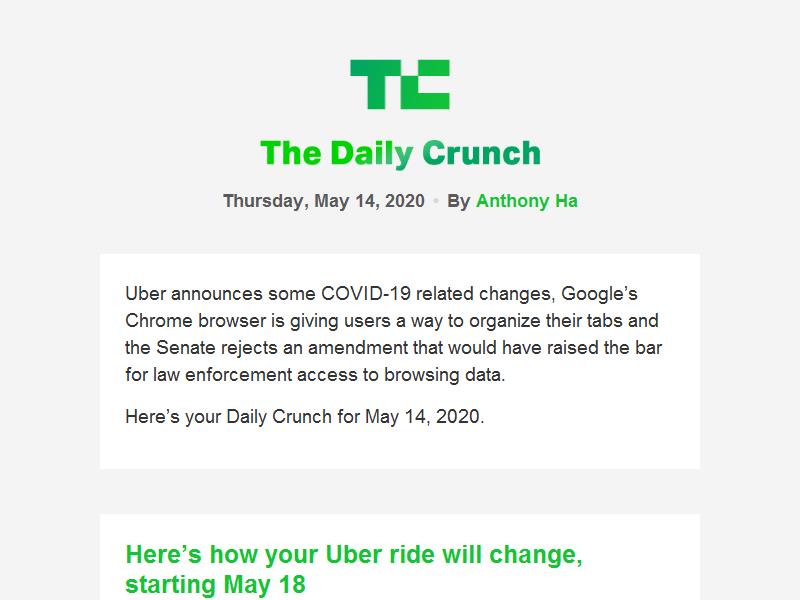 TC
The Daily Crunch
Thursday, May 14, 2020 • By Anthony Ha
Uber announces some COVID-19 related changes, Google’s
Chrome browser is giving users a way to organize their tabs and
the Senate rejects an amendment that would have raised the bar
for law enforcement access to browsing data.
Here’s your Daily Crunch for May 14, 2020.
Here’s how your Uber ride will change,
starting May 18